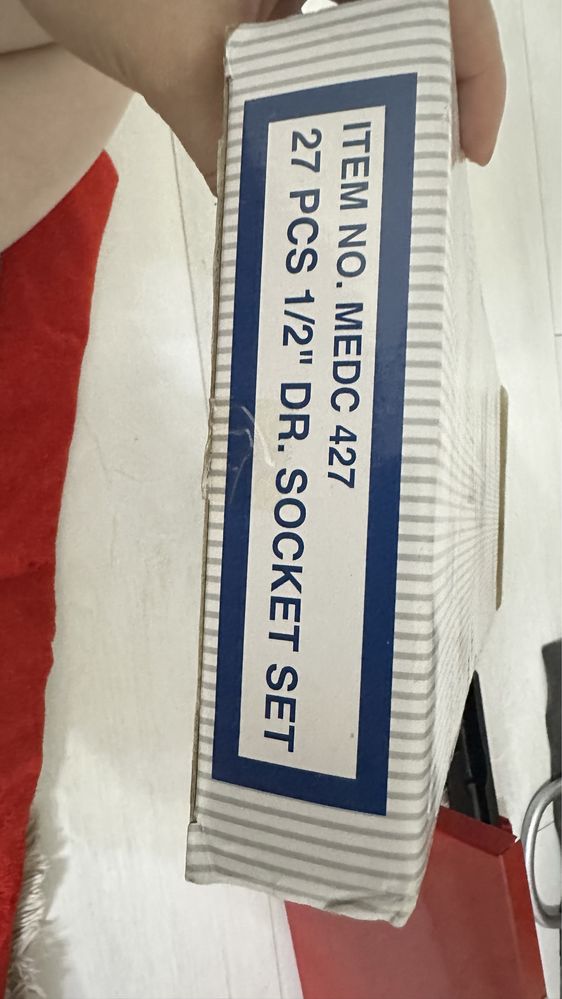 ITEM NO. MEDC 427
27 PCS 1/2" DR. SOCKET SET